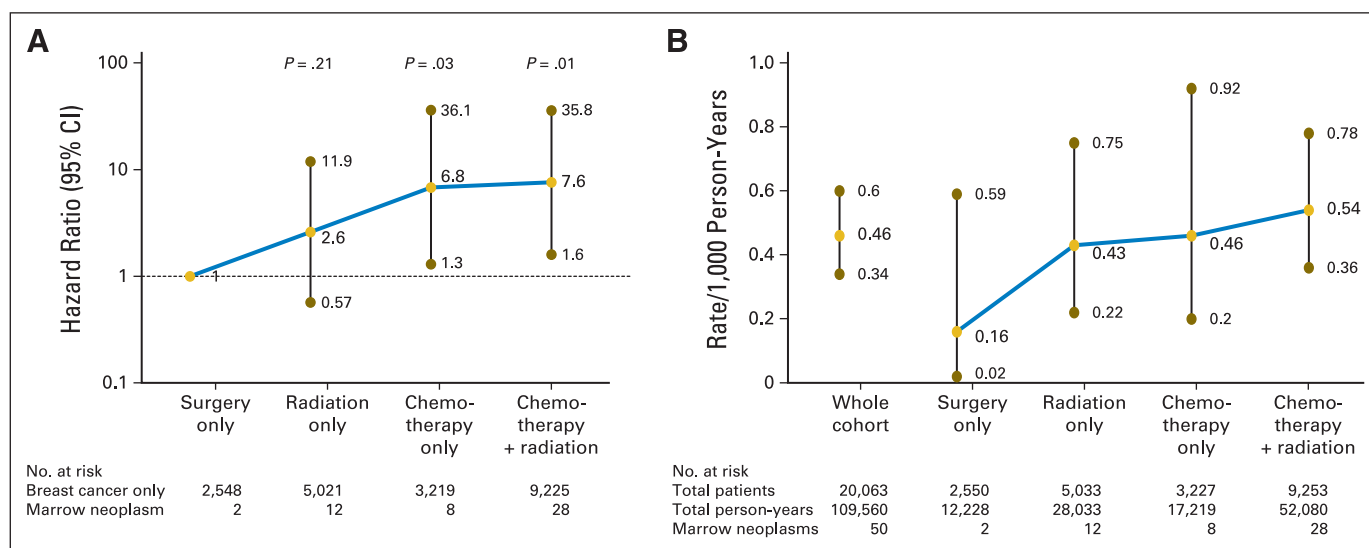 A
Hazard Ratio (95% CI)
100
10
1
0.1
P = .21
P = .03
P = .01
1
11.9
2.6
0.57
36.1
6.8
1.3
35.8
7.6
1.6
Surgery
only
Radiation
only
Chemo-
therapy
only
Chemo-
therapy
+ radiation
No. at risk
Breast cancer only 2,548 5,021 3,219 9,225
Marrow neoplasm 2 12 8 28
B
Rate/1,000 Person-Years
1.0
0.8
0.6
0.4
0.2
0
0.6
0.46
0.34
0.59
0.16
0.02
0.75
0.43
0.22
0.92
0.46
0.2
0.78
0.54
0.36
Whole
cohort
Surgery
only
Radiation
only
Chemo-
therapy
only
Chemo-
therapy
+ radiation
No. at risk
Total patients 20,063 2,550 5,033 3,227 9,253
Total person-years 109,560 12,228 28,033 17,219 52,080
Marrow neoplasms 50 2 12 8 28